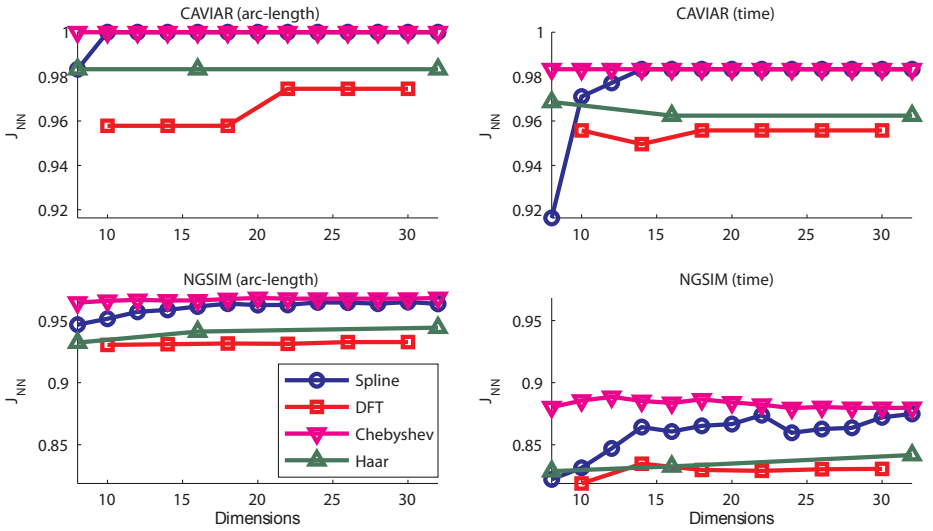 CAVIAR (arc-length)
1
0.98
0.96
0.94
0.92
J_NN
10 15 20 25 30
CAVIAR (time)
1
0.98
0.96
0.94
0.92
J_NN
10 15 20 25 30
NGSIM (arc-length)
0.95
0.9
0.85
J_NN
10 15 20 25 30
Dimensions
Spline
DFT
Chebyshev
Haar
NGSIM (time)
0.95
0.9
0.85
J_NN
10 15 20 25 30
Dimensions